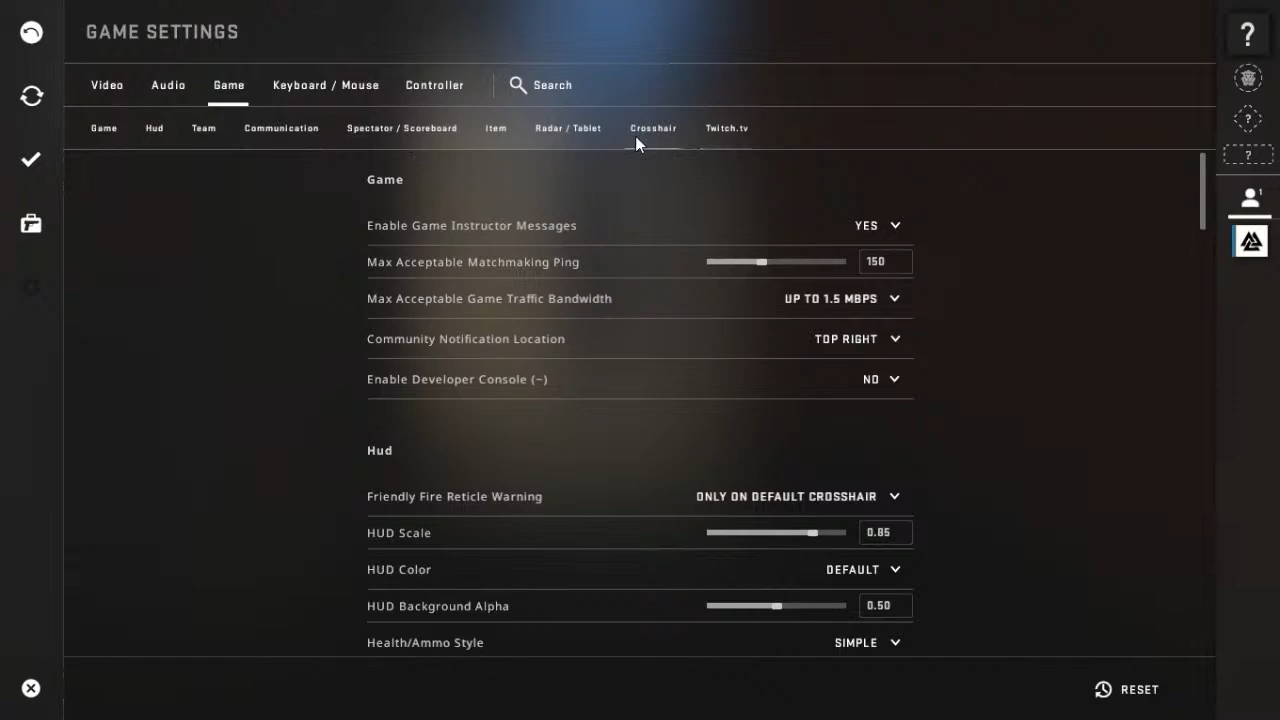 GAME SETTINGS
Video Audio Game Keyboard / Mouse Controller Search
Game Hud Team Communication Spectator / Scoreboard Item Radar / Tablet Crosshair Twitch.tv
Game
Enable Game Instructor Messages YES
Max Acceptable Matchmaking Ping 150
Max Acceptable Game Traffic Bandwidth UP TO 1.5 MBPS
Community Notification Location TOP RIGHT
Enable Developer Console (~) NO
Hud
Friendly Fire Reticle Warning ONLY ON DEFAULT CROSSHAIR
HUD Scale 0.85
HUD Color DEFAULT
HUD Background Alpha 0.50
Health/Ammo Style SIMPLE
RESET
?
?
?
1